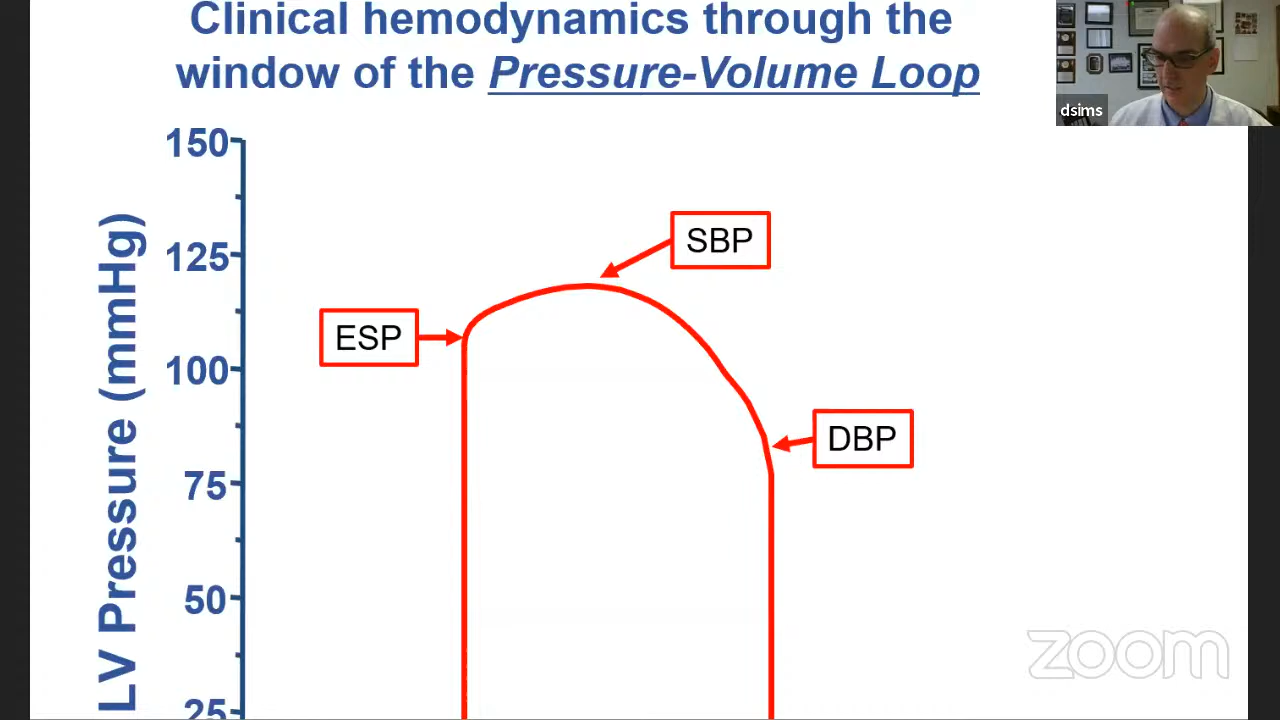 Clinical hemodynamics through the
window of the Pressure-Volume Loop
dsims
150
125
100
75
50
25
LV Pressure (mmHg)
SBP
ESP
DBP
zoom